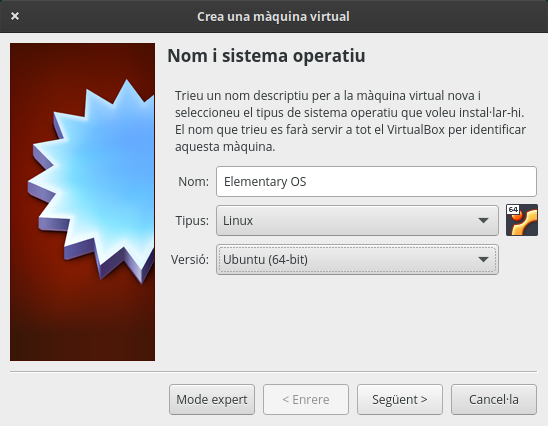 Crea una màquina virtual
Nom i sistema operatiu
Trieu un nom descriptiu per a la màquina virtual nova i
seleccioneu el tipus de sistema operatiu que voleu instal·lar-hi.
El nom que trieu es farà servir a tot el VirtualBox per identificar
aquesta màquina.
Nom: Elementary OS
Tipus: Linux
64
Versió: Ubuntu (64-bit)
Mode expert < Enrere Següent > Cancel·la